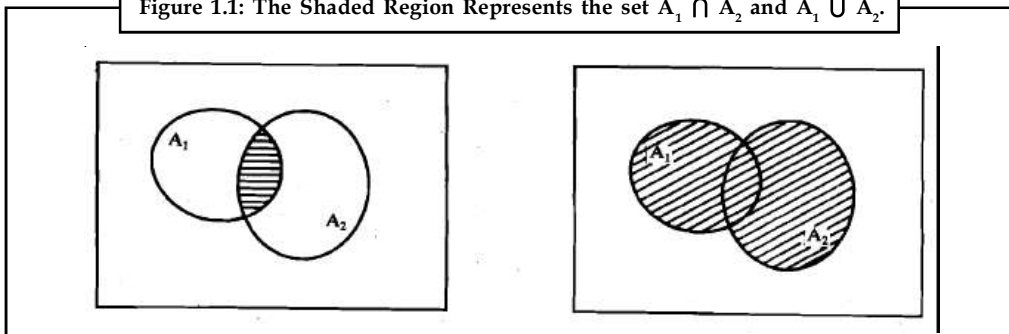 Figure 1.1: The Shaded Region Represents the set A₁ ⋂ A₂ and A₁ ⋃ A₂.
A₁
A₂
A₁
A₂